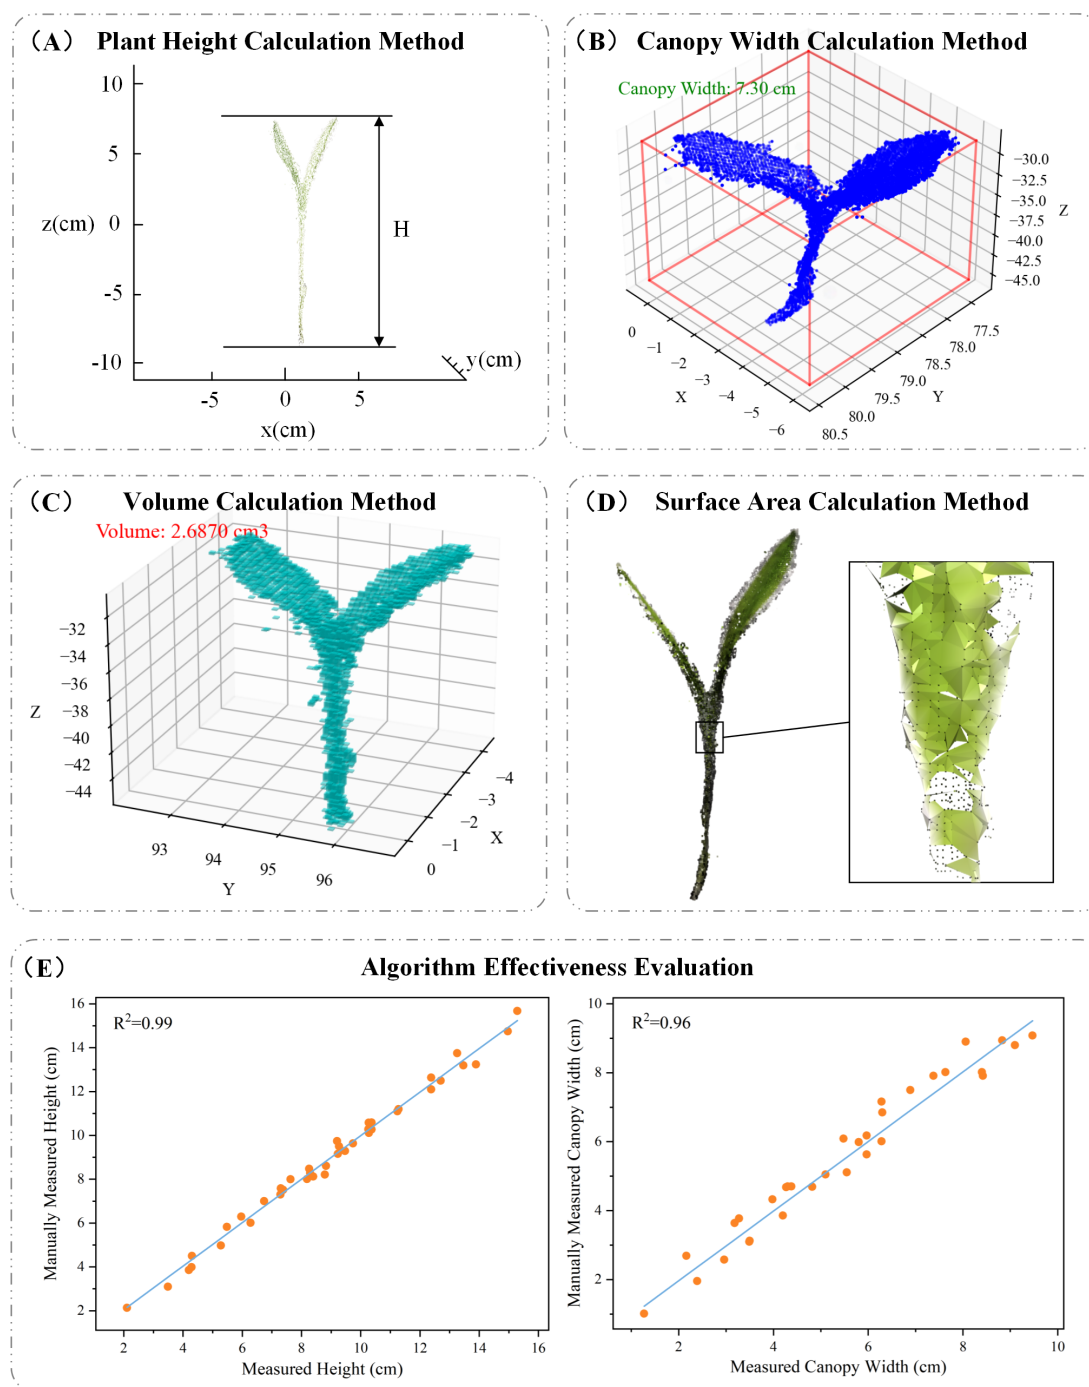 （A） Plant Height Calculation Method
10
5
z(cm) 0
H
-5
-10
y(cm)
-5 0 5
x(cm)
（B） Canopy Width Calculation Method
Canopy Width: 7.30 cm
−30.0
−32.5
−35.0
Z
−37.5
−40.0
−42.5
−45.0
0
−1
−2
−3
−4
−5
−6
X
77.5
78.0
78.5
79.0
79.5
80.0
80.5
Y
（C） Volume Calculation Method
Volume: 2.6870 cm3
−32
−34
−36
Z
−38
−40
−42
−44
93
94
95
96
Y
−4
−3
−2
−1
0
X
（D） Surface Area Calculation Method
（E） Algorithm Effectiveness Evaluation
R²=0.99
16
14
12
10
8
6
4
2
Manually Measured Height (cm)
2 4 6 8 10 12 14 16
Measured Height (cm)
R²=0.96
10
8
6
4
2
Manually Measured Canopy Width (cm)
2 4 6 8 10
Measured Canopy Width (cm)